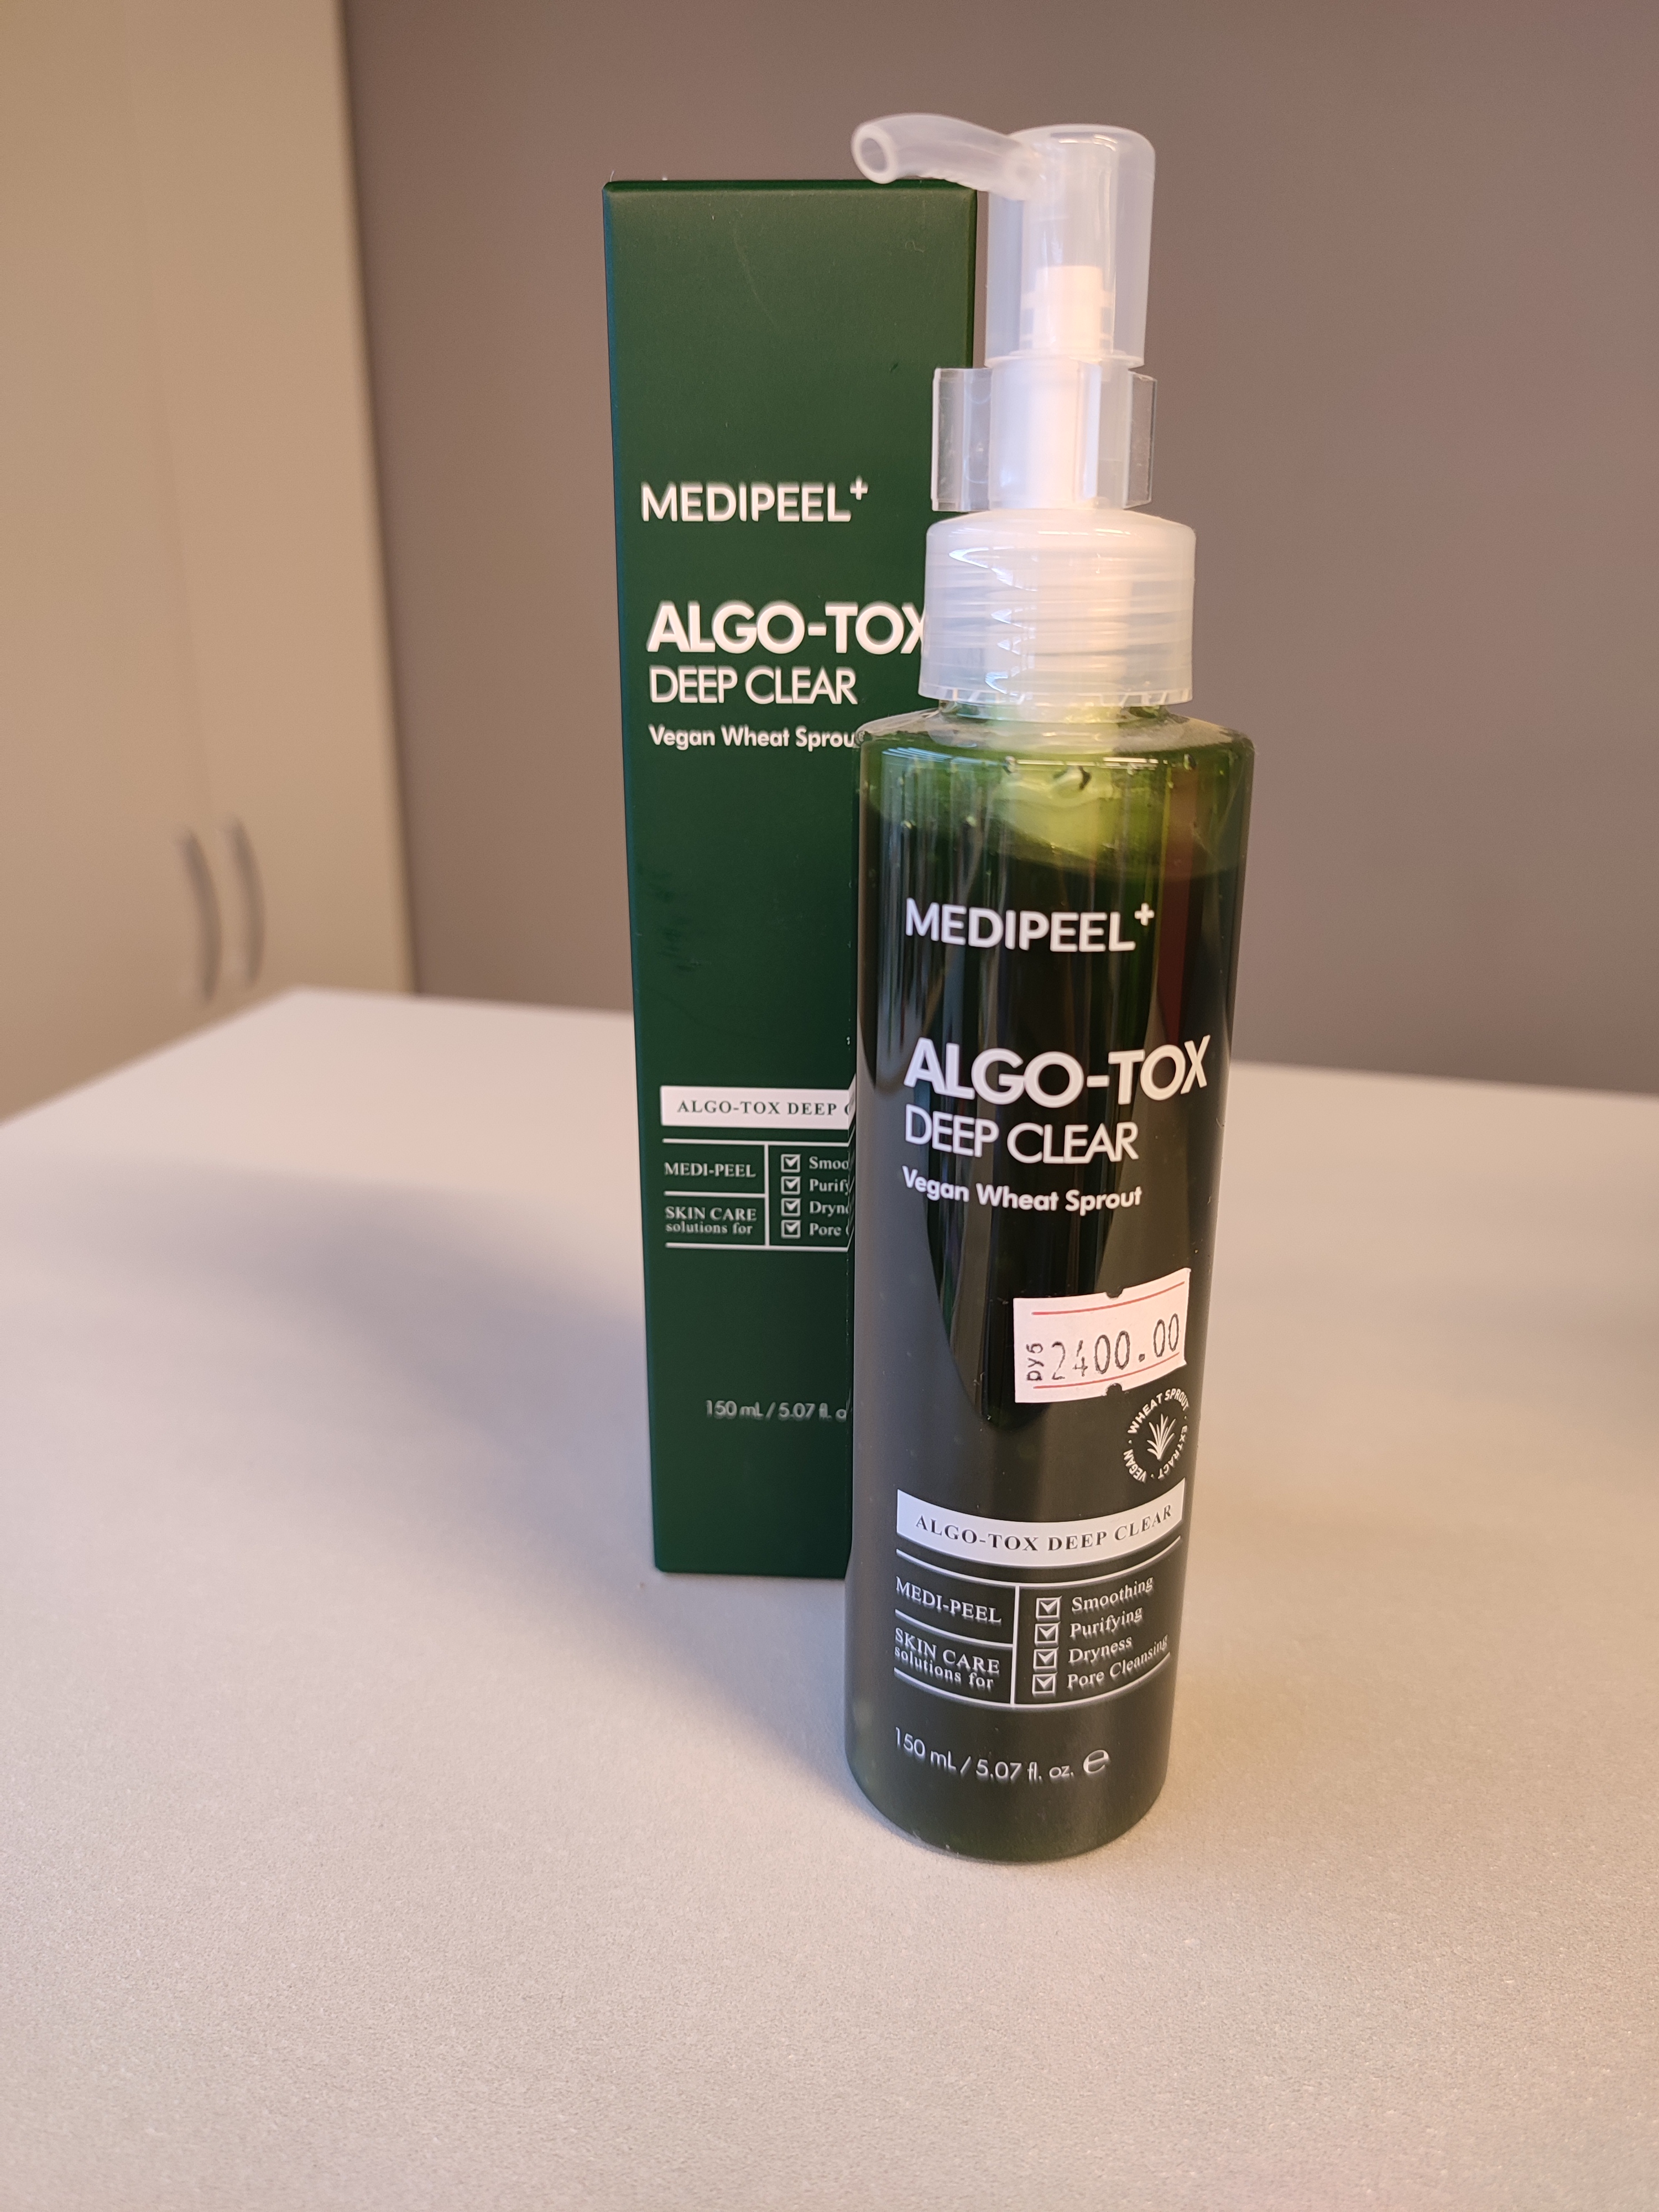 MEDIPEEL+
ALGO-TOX
DEEP CLEAR
Vegan Wheat
ALGO-TOX DEEP
MEDI-PEEL
SKIN CARE
solutions for
Pore
150 mL / 5.07 fl.
MEDIPEEL+
ALGO-TOX
DEEP CLEAR
Vegan Wheat Sprout
руб 2400.00
WHEAT SPROUT · EXTRACT · VEGAN ·
ALGO-TOX DEEP CLEAR
MEDI-PEEL
SKIN CARE
solutions for
Smoothing
Purifying
Dryness
Pore Cleansing
150 mL / 5.07 fl. oz. ℮